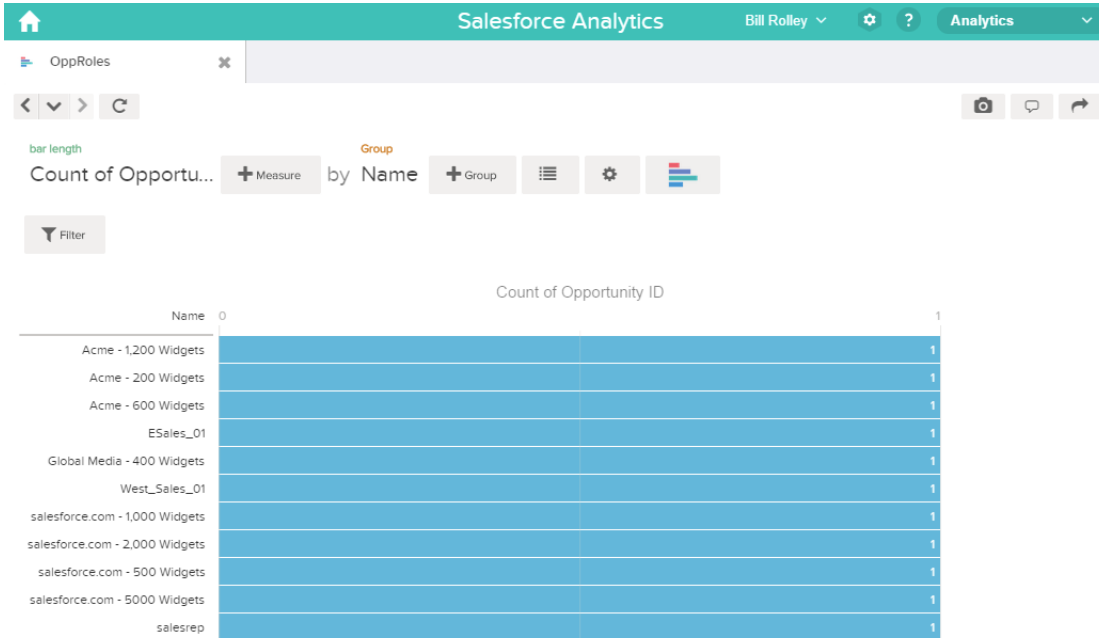 Salesforce Analytics Bill Rolley ? Analytics
OppRoles
bar length Group
Count of Opportu... + Measure by Name + Group
Filter
Count of Opportunity ID
Name 0 1
Acme - 1,200 Widgets 1
Acme - 200 Widgets 1
Acme - 600 Widgets 1
ESales_01 1
Global Media - 400 Widgets 1
West_Sales_01 1
salesforce.com - 1,000 Widgets 1
salesforce.com - 2,000 Widgets 1
salesforce.com - 500 Widgets 1
salesforce.com - 5000 Widgets 1
salesrep 1